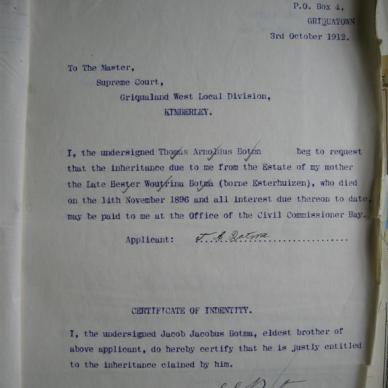 P.O. Box 4,
GRIQUATOWN
3rd October 1912.
To The Master,
Supreme Court,
Griqualand West Local Division,
KIMBERLEY.
I, the undersigned Thomas Arnoldus Botma beg to request
that the inheritance due to me from the Estate of my mother
the Late Hester Woutrina Botma (borne Esterhuizen), who died
on the 14th November 1896 and all interest due thereon to date,
may be paid to me at the Office of the Civil Commissioner Hay.
Applicant: T. A. Botma
CERTIFICATE OF INDENTITY.
I, the undersigned Jacob Jacobus Botma, eldest brother of
above applicant, do hereby certify that he is justly entitled
to the inheritance claimed by him.